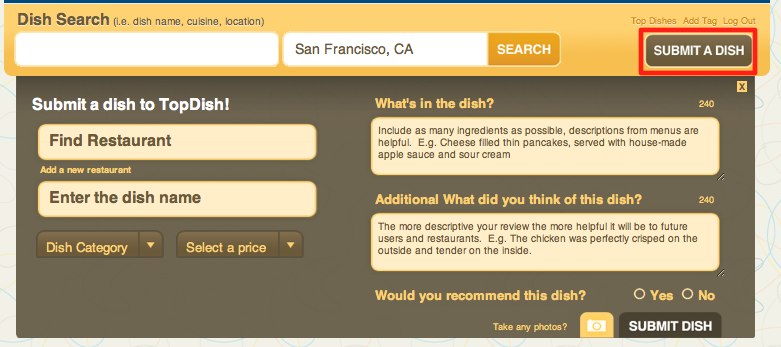 Dish Search (i.e. dish name, cuisine, location)
Top Dishes Add Tag Log Out
San Francisco, CA
SEARCH
SUBMIT A DISH
X
Submit a dish to TopDish!
Find Restaurant
Add a new restaurant
Enter the dish name
Dish Category
Select a price
What's in the dish?
240
Include as many ingredients as possible, descriptions from menus are
helpful. E.g. Cheese filled thin pancakes, served with house-made
apple sauce and sour cream
Additional What did you think of this dish?
240
The more descriptive your review the more helpful it will be to future
users and restaurants. E.g. The chicken was perfectly crisped on the
outside and tender on the inside.
Would you recommend this dish?
Yes
No
Take any photos?
SUBMIT DISH